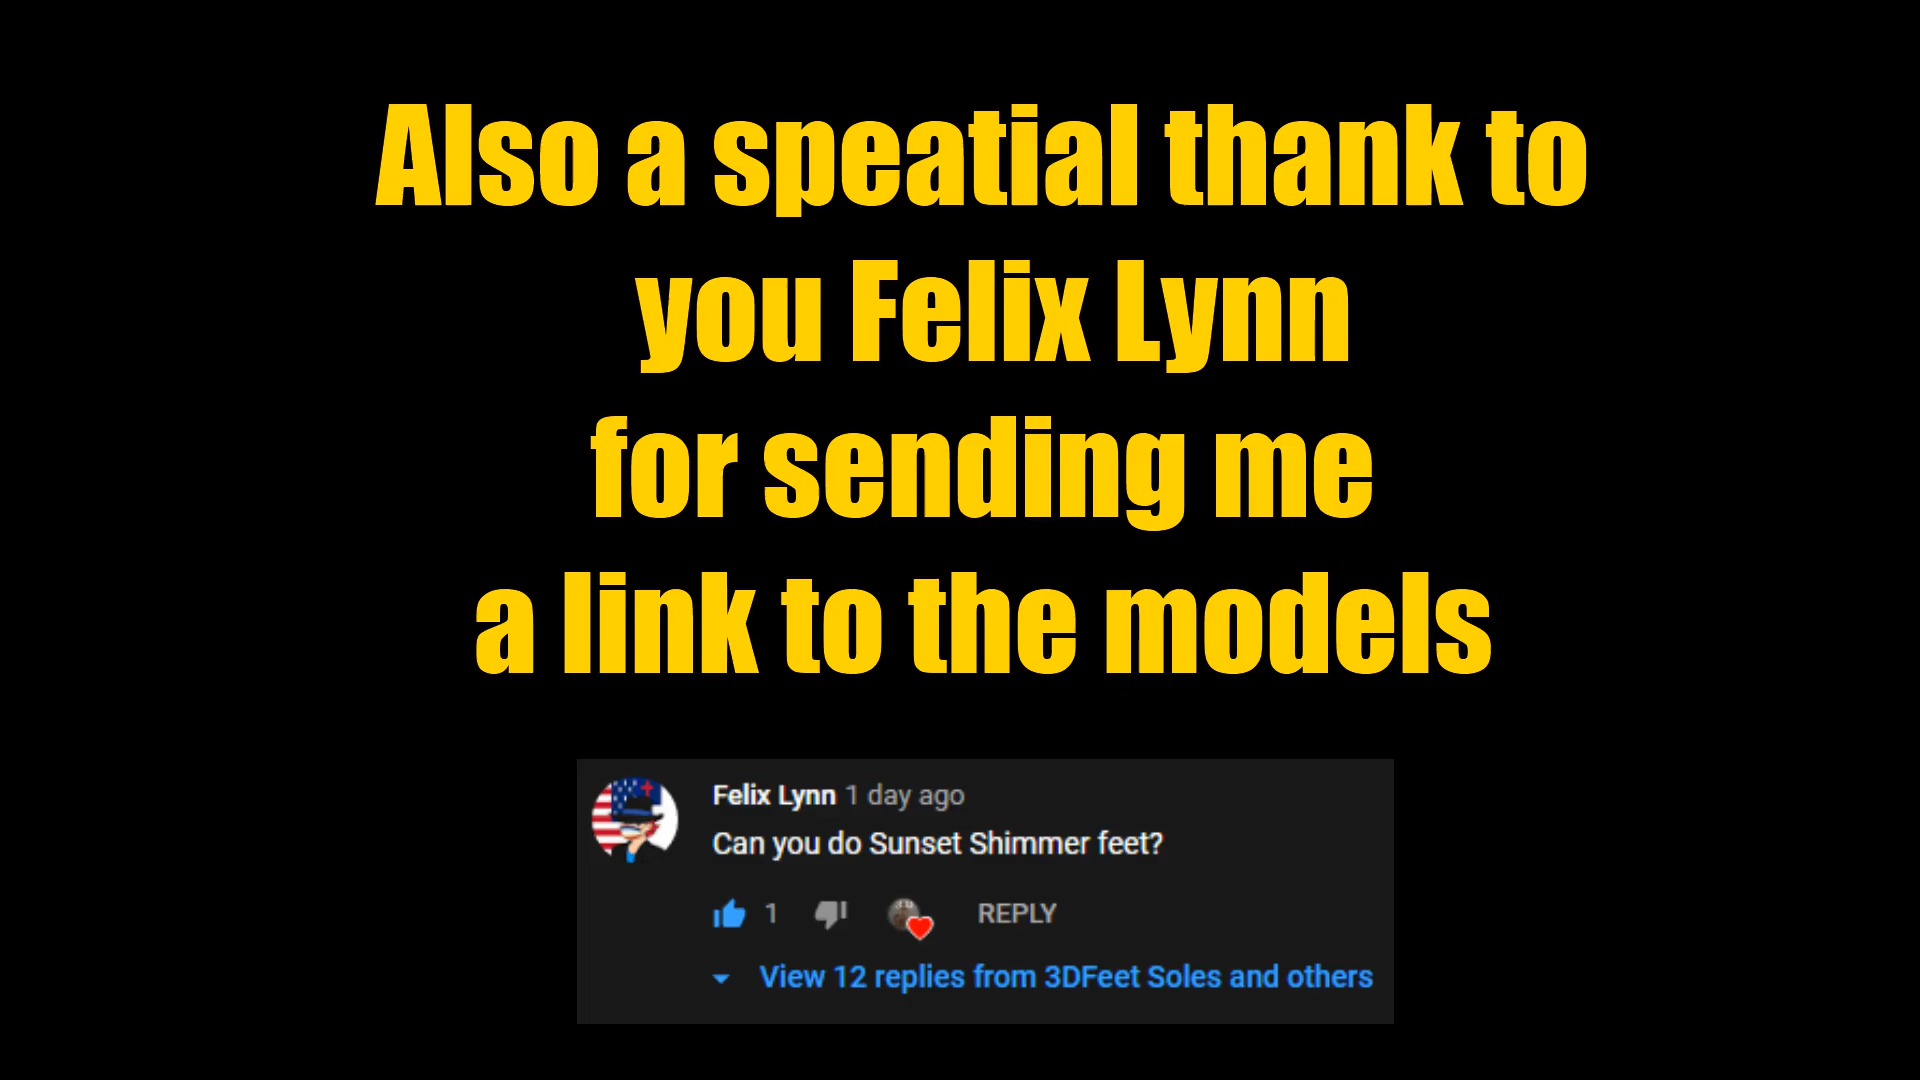 Also a speatial thank to
you Felix Lynn
for sending me
a link to the models
Felix Lynn 1 day ago
Can you do Sunset Shimmer feet?
1 REPLY
View 12 replies from 3DFeet Soles and others